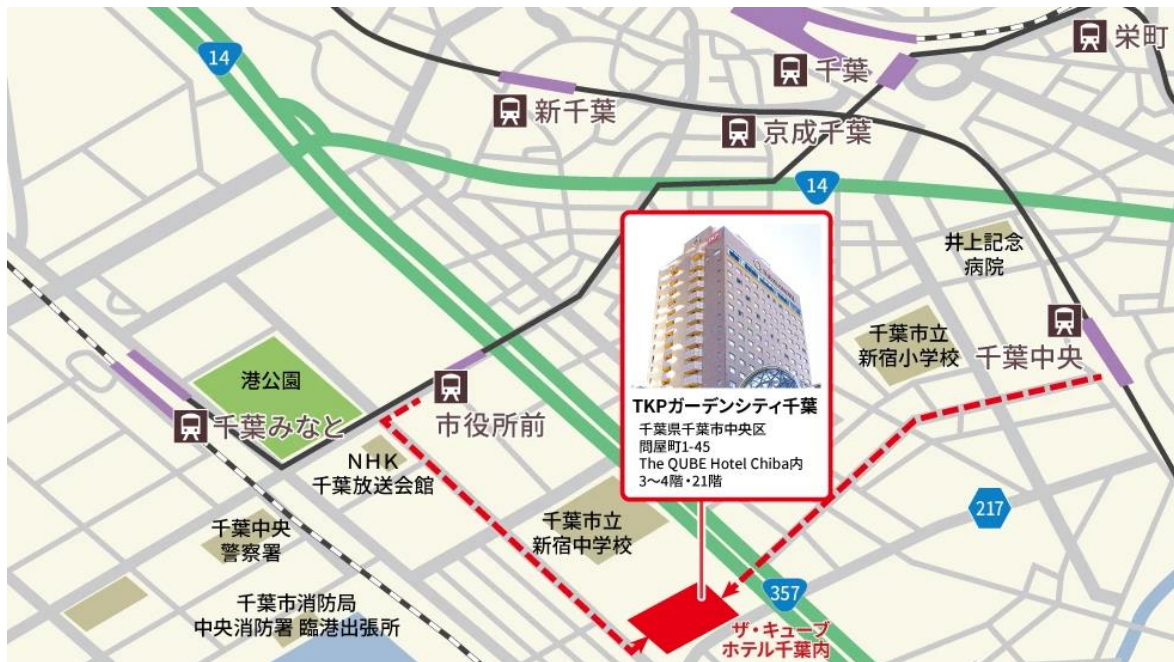 14
新千葉
千葉
栄町
京成千葉
14
井上記念
病院
千葉市立
新宿小学校
千葉中央
TKPガーデンシティ千葉
千葉県千葉市中央区
問屋町1-45
The QUBE Hotel Chiba内
3〜4階・21階
港公園
千葉みなと
市役所前
NHK
千葉放送会館
千葉中央
警察署
千葉市立
新宿中学校
217
千葉市消防局
中央消防署 臨港出張所
357
ザ・キューブ
ホテル千葉内